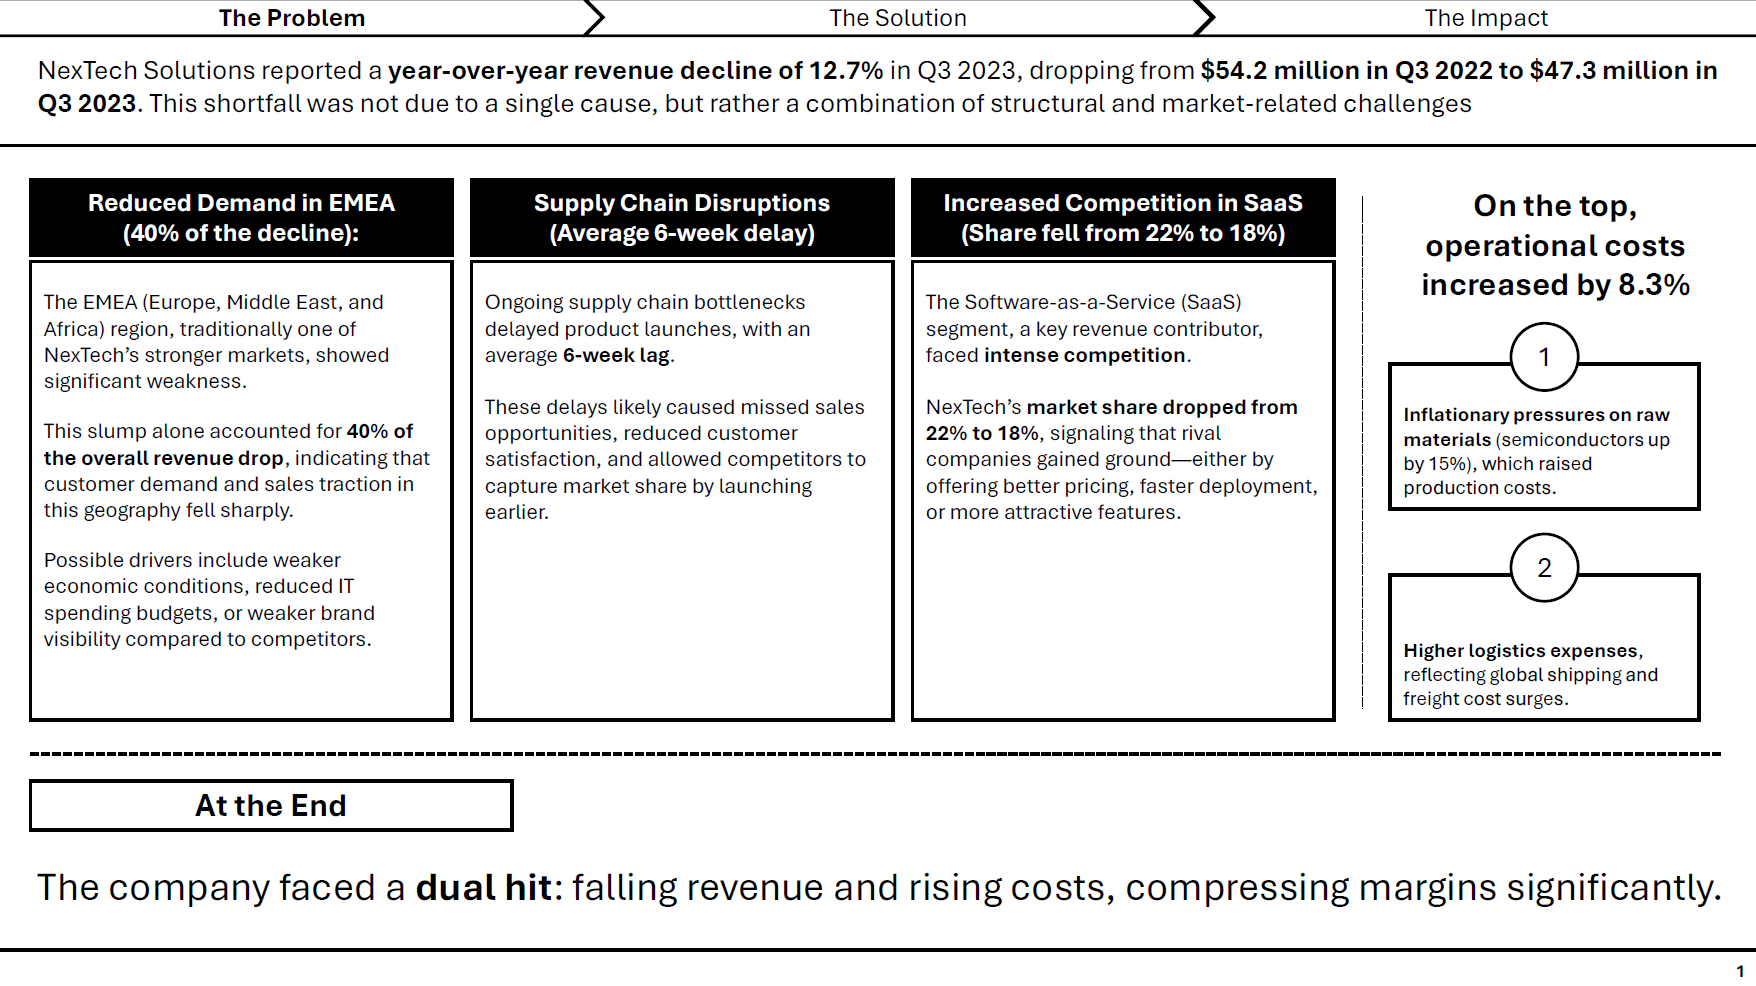 The Problem
The Solution
The Impact
NexTech Solutions reported a year-over-year revenue decline of 12.7% in Q3 2023, dropping from $54.2 million in Q3 2022 to $47.3 million in
Q3 2023. This shortfall was not due to a single cause, but rather a combination of structural and market-related challenges
Reduced Demand in EMEA
(40% of the decline):
The EMEA (Europe, Middle East, and
Africa) region, traditionally one of
NexTech’s stronger markets, showed
significant weakness.
This slump alone accounted for 40% of
the overall revenue drop, indicating that
customer demand and sales traction in
this geography fell sharply.
Possible drivers include weaker
economic conditions, reduced IT
spending budgets, or weaker brand
visibility compared to competitors.
Supply Chain Disruptions
(Average 6-week delay)
Ongoing supply chain bottlenecks
delayed product launches, with an
average 6-week lag.
These delays likely caused missed sales
opportunities, reduced customer
satisfaction, and allowed competitors to
capture market share by launching
earlier.
Increased Competition in SaaS
(Share fell from 22% to 18%)
The Software-as-a-Service (SaaS)
segment, a key revenue contributor,
faced intense competition.
NexTech’s market share dropped from
22% to 18%, signaling that rival
companies gained ground—either by
offering better pricing, faster deployment,
or more attractive features.
On the top,
operational costs
increased by 8.3%
1
Inflationary pressures on raw
materials (semiconductors up
by 15%), which raised
production costs.
2
Higher logistics expenses,
reflecting global shipping and
freight cost surges.
At the End
The company faced a dual hit: falling revenue and rising costs, compressing margins significantly.
1